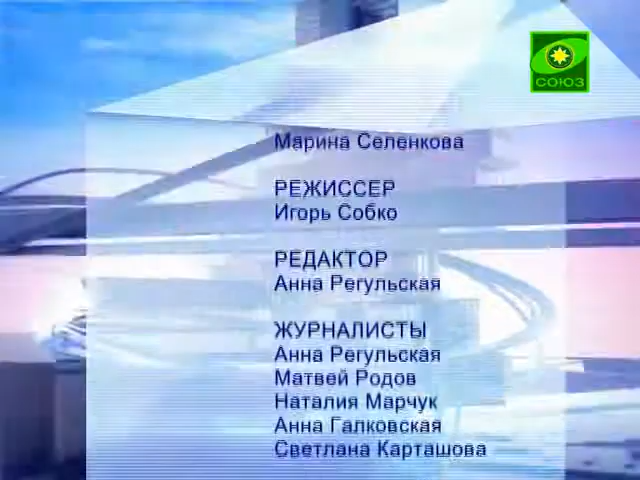 СОЮЗ
Марина Селенкова
РЕЖИССЕР
Игорь Собко
РЕДАКТОР
Анна Регульская
ЖУРНАЛИСТЫ
Анна Регульская
Матвей Родов
Наталия Марчук
Анна Галковская
Светлана Карташова